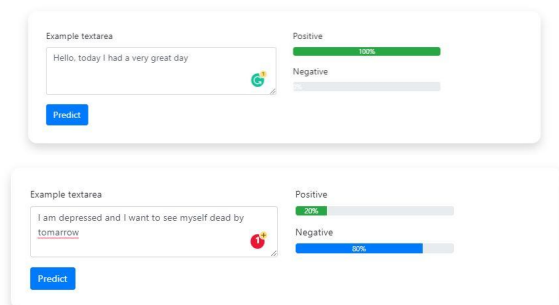 Example textarea
Positive
Hello, today I had a very great day
100%
Negative
Predict
Example textarea
Positive
I am depressed and I want to see myself dead by
tomarrow
20%
Negative
80%
Predict